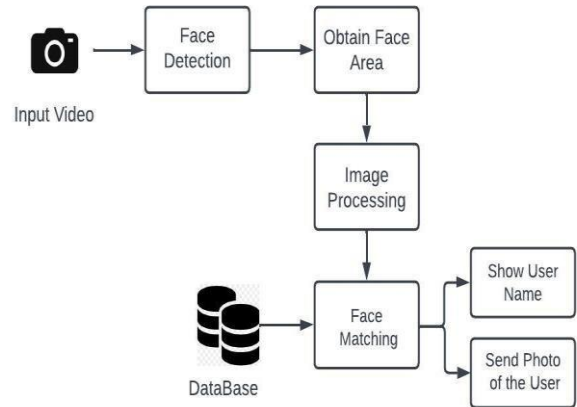 Input Video
Face
Detection
Obtain Face
Area
Image
Processing
DataBase
Face
Matching
Show User
Name
Send Photo
of the User